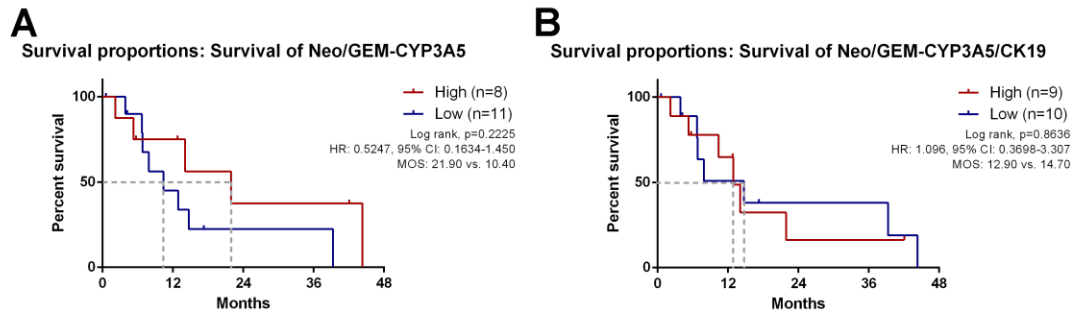 A
Survival proportions: Survival of Neo/GEM-CYP3A5
High (n=8)
Low (n=11)
Log rank, p=0.2225
HR: 0.5247, 95% CI: 0.1634-1.450
MOS: 21.90 vs. 10.40
Percent survival
100
50
0
0 12 24 36 48
Months
B
Survival proportions: Survival of Neo/GEM-CYP3A5/CK19
High (n=9)
Low (n=10)
Log rank, p=0.8636
HR: 1.096, 95% CI: 0.3698-3.307
MOS: 12.90 vs. 14.70
Percent survival
100
50
0
0 12 24 36 48
Months